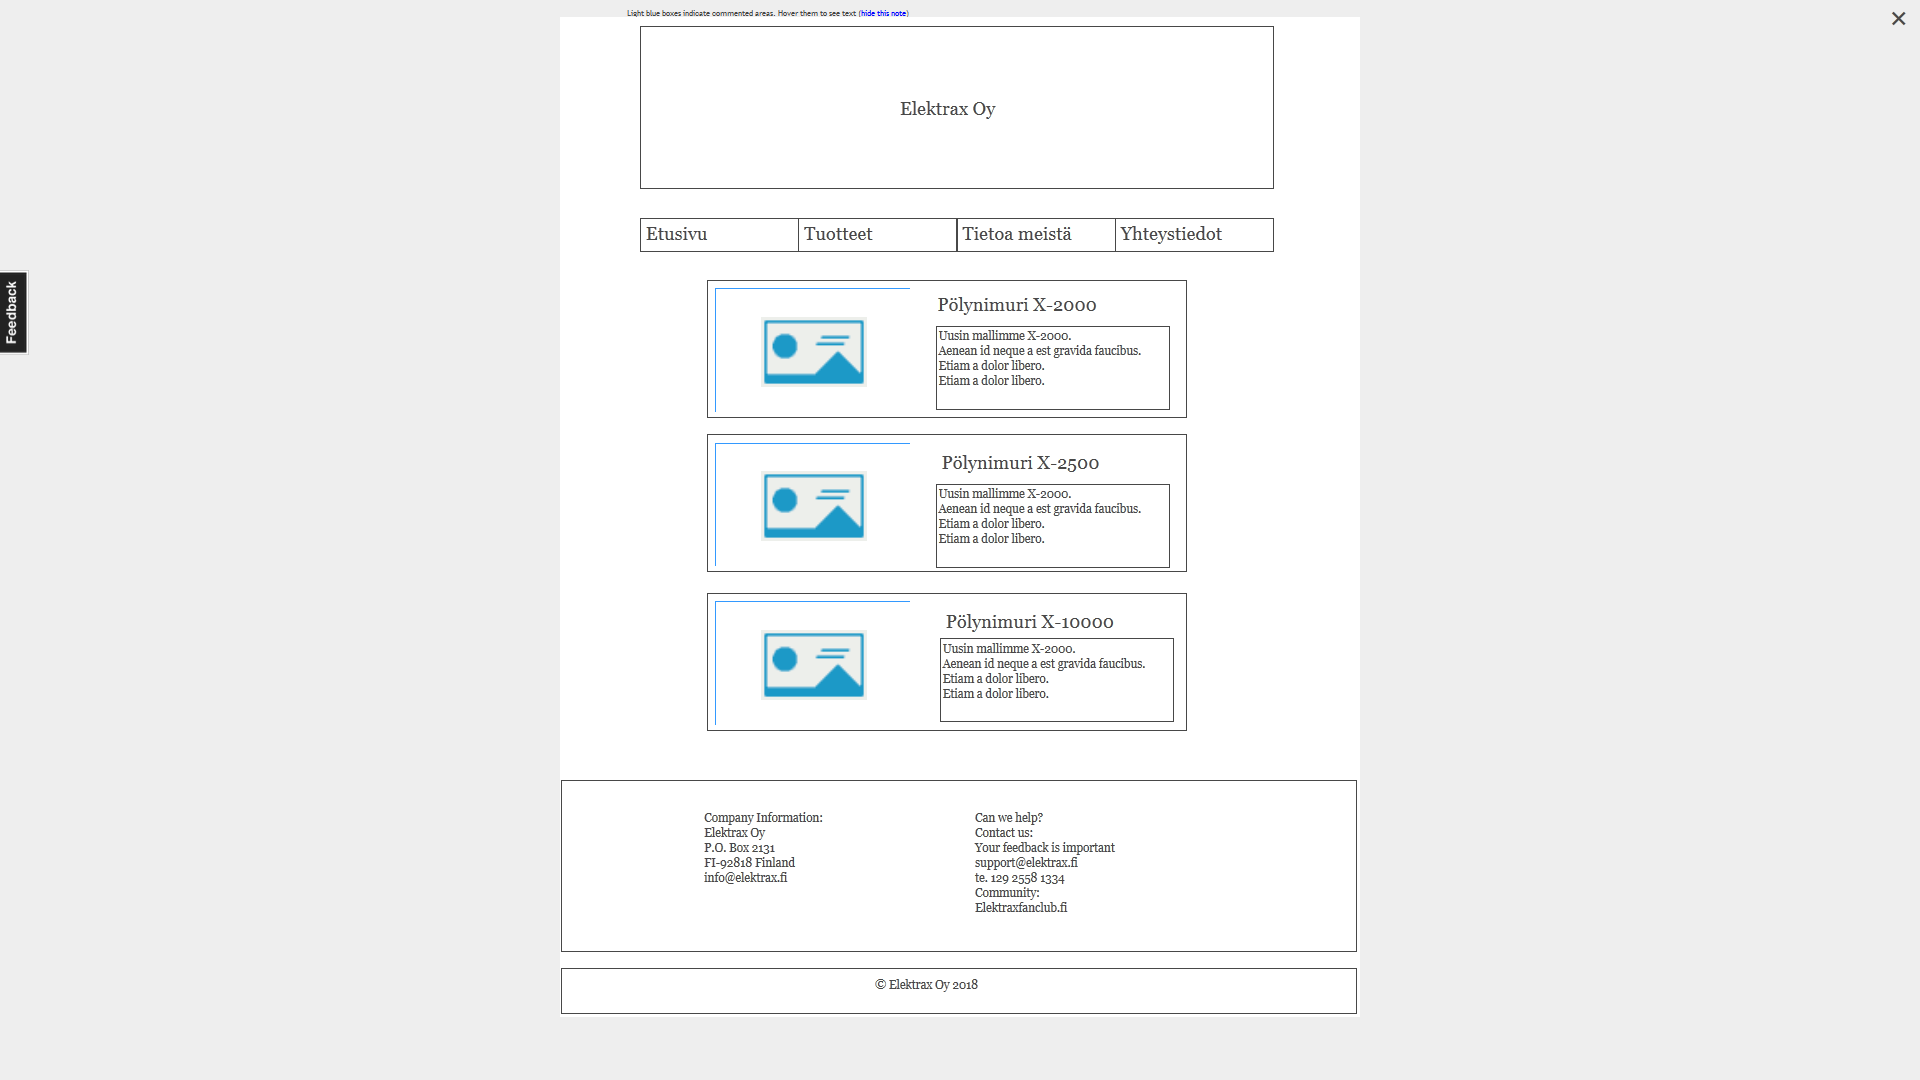 Light blue boxes indicate commented areas. Hover them to see text (hide this note)
Elektrax Oy
Etusivu
Tuotteet
Tietoa meistä
Yhteystiedot
Feedback
Pölynimuri X-2000
Uusin mallimme X-2000.
Aenean id neque a est gravida faucibus.
Etiam a dolor libero.
Etiam a dolor libero.
Pölynimuri X-2500
Uusin mallimme X-2000.
Aenean id neque a est gravida faucibus.
Etiam a dolor libero.
Etiam a dolor libero.
Pölynimuri X-10000
Uusin mallimme X-2000.
Aenean id neque a est gravida faucibus.
Etiam a dolor libero.
Etiam a dolor libero.
Company Information:
Elektrax Oy
P.O. Box 2131
FI-92818 Finland
info@elektrax.fi
Can we help?
Contact us:
Your feedback is important
support@elektrax.fi
te. 129 2558 1334
Community:
Elektraxfanclub.fi
© Elektrax Oy 2018